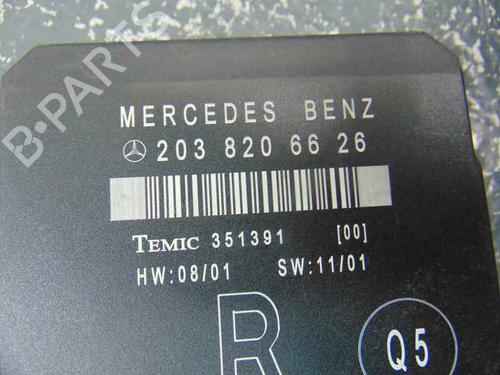 MERCEDES BENZ
203 820 66 26
TEMIC 351391 [00]
HW:08/01 SW:11/01
R
Q5
B-PARTS